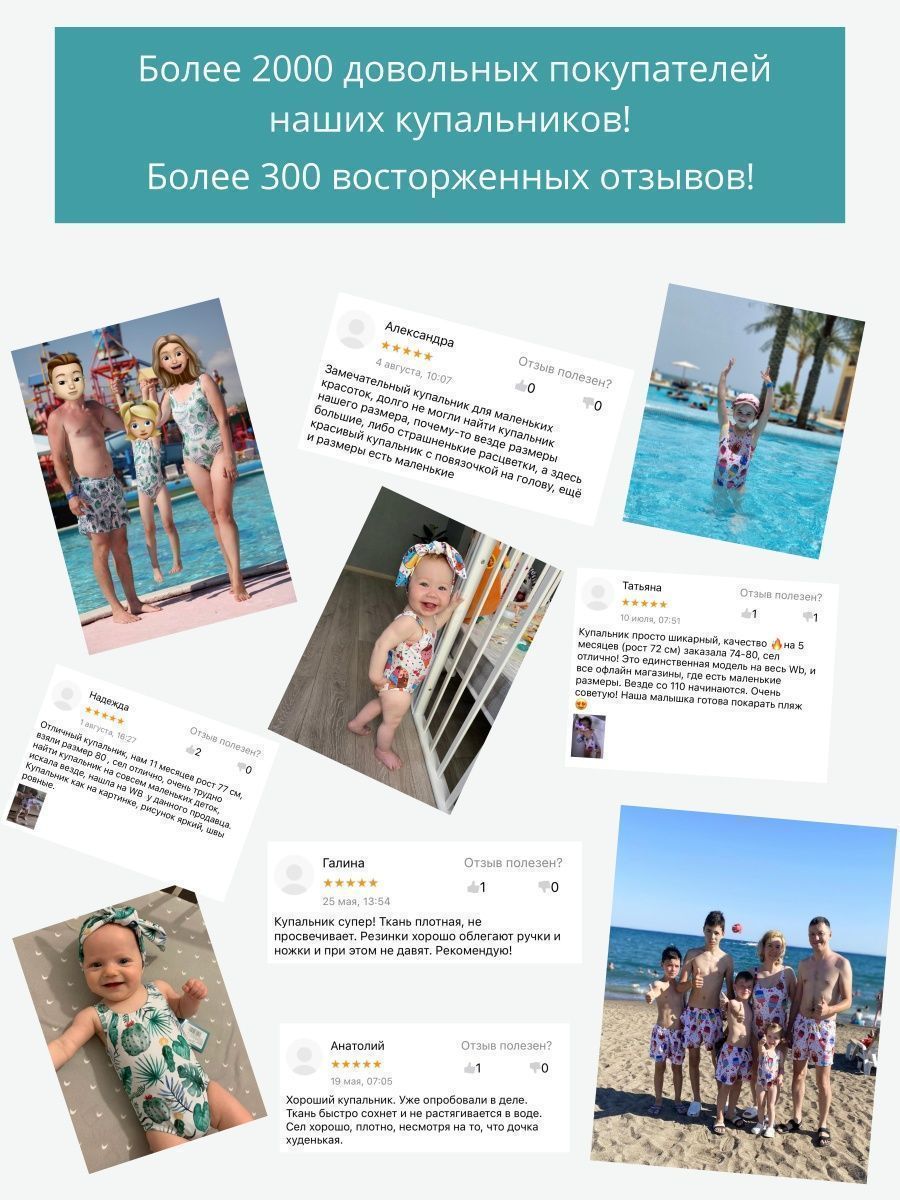 Более 2000 довольных покупателей
наших купальников!
Более 300 восторженных отзывов!
Александра
4 августа, 10:07
Отзыв полезен?
0
0
Замечательный купальник для маленьких
красоток, долго не могли найти купальник
нашего размера, почему-то везде размеры
большие, либо страшненькие расцветки, а здесь
красивый купальник с повязочкой на голову, ещё
и размеры есть маленькие
Татьяна
10 июля, 07:51
Отзыв полезен?
1
1
Купальник просто шикарный, качество 🔥на 5
месяцев (рост 72 см) заказала 74-80, сел
отлично! Это единственная модель на весь Wb, и
все офлайн магазины, где есть маленькие
размеры. Везде со 110 начинаются. Очень
советую! Наша малышка готова покарать пляж
😍
Надежда
1 августа, 16:27
Отзыв полезен?
2
0
Отличный купальник, нам 11 месяцев рост 77 см,
взяли размер 80 , сел отлично, очень трудно
найти купальник на совсем маленьких деток,
искала везде, нашла на WB у данного продавца.
Купальник как на картинке, рисунок яркий, швы
ровные.
Галина
25 мая, 13:54
Отзыв полезен?
1
0
Купальник супер! Ткань плотная, не
просвечивает. Резинки хорошо облегают ручки и
ножки и при этом не давят. Рекомендую!
Анатолий
19 мая, 07:05
Отзыв полезен?
1
0
Хороший купальник. Уже опробовали в деле.
Ткань быстро сохнет и не растягивается в воде.
Сел хорошо, плотно, несмотря на то, что дочка
худенькая.